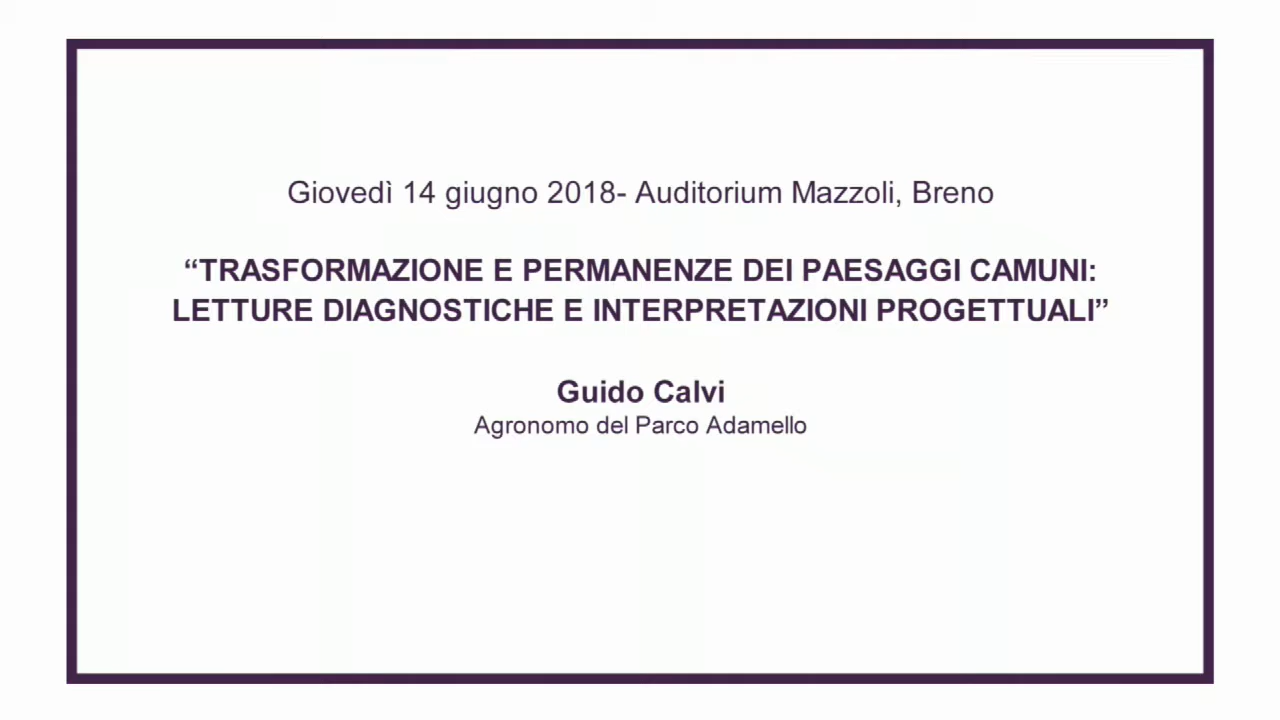 Giovedì 14 giugno 2018- Auditorium Mazzoli, Breno
“TRASFORMAZIONE E PERMANENZE DEI PAESAGGI CAMUNI:
LETTURE DIAGNOSTICHE E INTERPRETAZIONI PROGETTUALI”
Guido Calvi
Agronomo del Parco Adamello